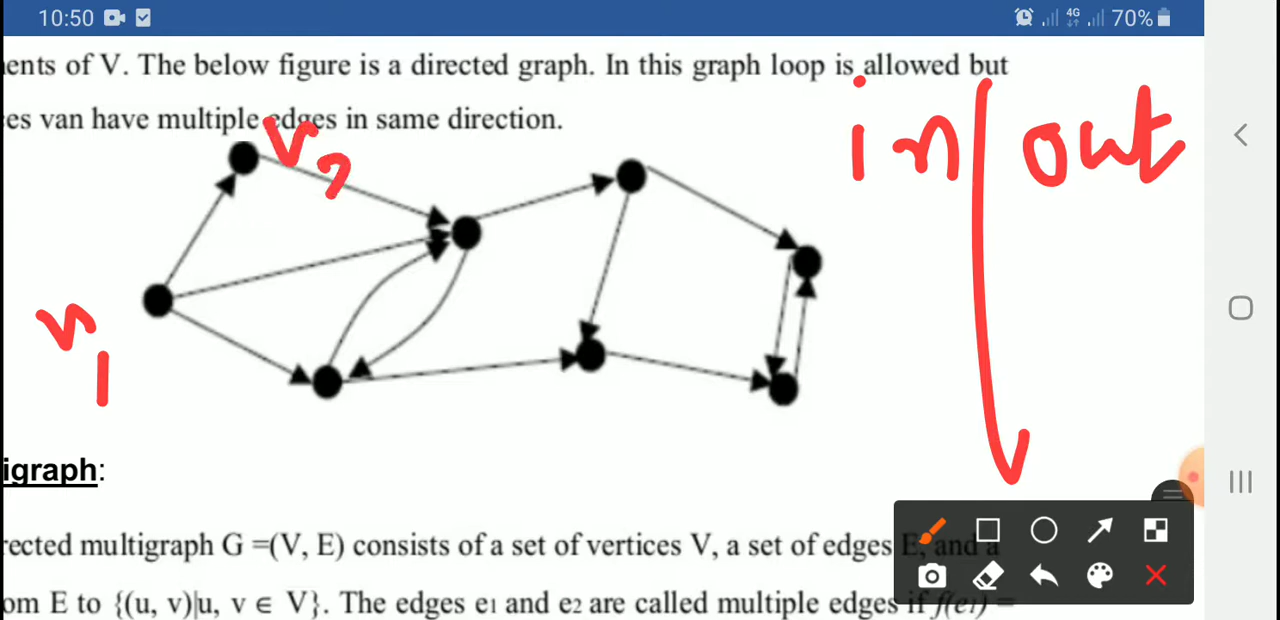 10:50 4G 70%
ents of V. The below figure is a directed graph. In this graph loop is allowed but
es van have multiple edges in same direction.
in out
V2
V1
igraph:
rected multigraph G =(V, E) consists of a set of vertices V, a set of edges E, and a
om E to {(u, v)|u, v ∈ V}. The edges e1 and e2 are called multiple edges if f(e1) =